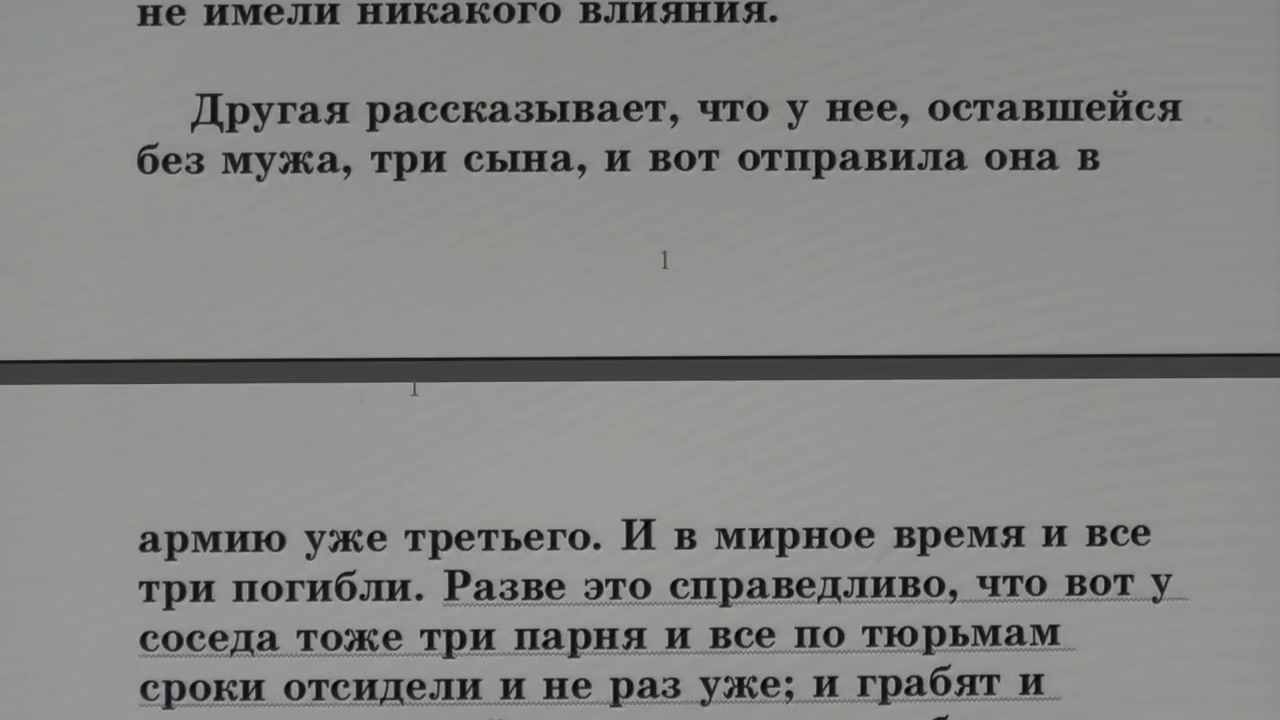 не имели никакого влияния.
Другая рассказывает, что у нее, оставшейся
без мужа, три сына, и вот отправила она в
1
1
армию уже третьего. И в мирное время и все
три погибли. Разве это справедливо, что вот у
соседа тоже три парня и все по тюрьмам
сроки отсидели и не раз уже; и грабят и